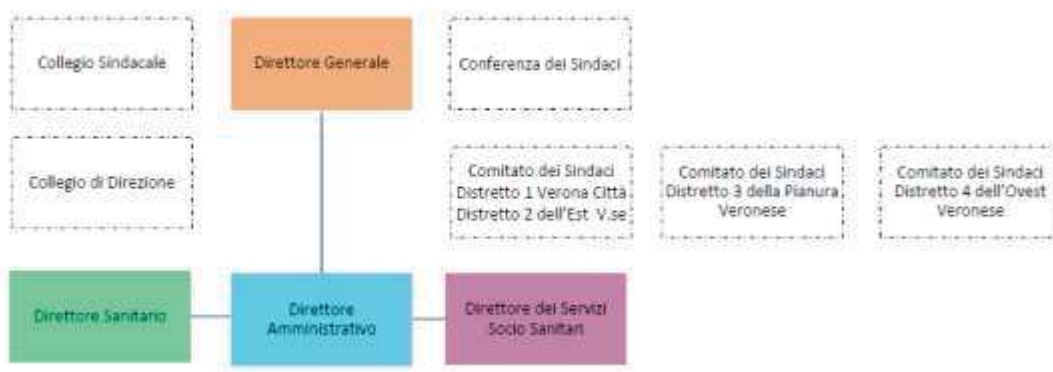 Collegio Sindacale
Direttore Generale
Conferenza dei Sindaci
Collegio di Direzione
Comitato dei Sindaci
Distretto 1 Verona Città
Distretto 2 dell'Est V.se
Comitato dei Sindaci
Distretto 3 della Pianura
Veronese
Comitato dei Sindaci
Distretto 4 dell'Ovest
Veronese
Direttore Sanitario
Direttore
Amministrativo
Direttore dei Servizi
Socio Sanitari